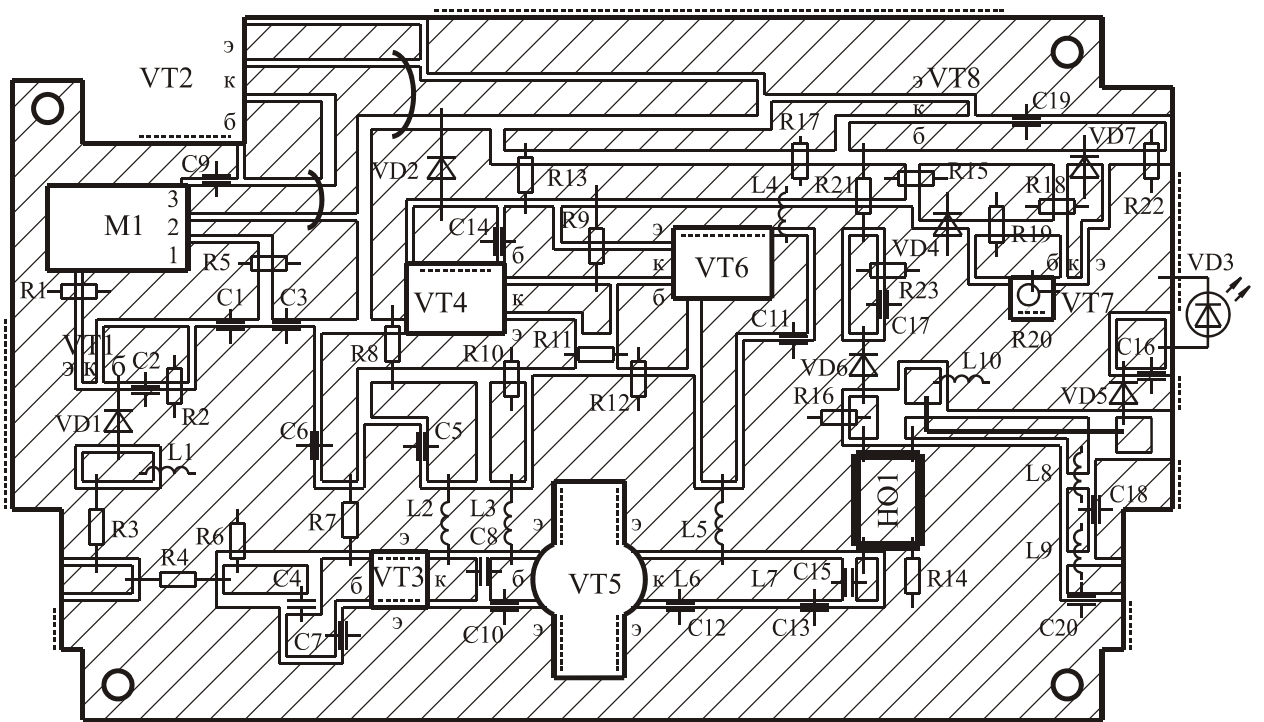 э
VT2
к
э VT8
б
к
C19
б
R17
VD7
C9
VD2
R13
L4
R21
R15
R18
R22
3
M1
2
1
R9
C14
э
б
VD4
R19
б к э
R5
VT6
к
VD3
R1
C1
C3
VT4
к
б
R23
VT7
C17
C11
R20
э
VT1
э к б
C2
R8
R10
R11
VD6
L10
C16
R12
R16
VD5
VD1
R2
C6
C5
L1
L8
C18
HO1
R3
R6
R7
L2
L3
э
э
L5
э
C8
L9
R4
C4
б
VT3
к
б
VT5
к
L6
L7
C15
R14
C7
э
C10
э
э
C12
C13
C20